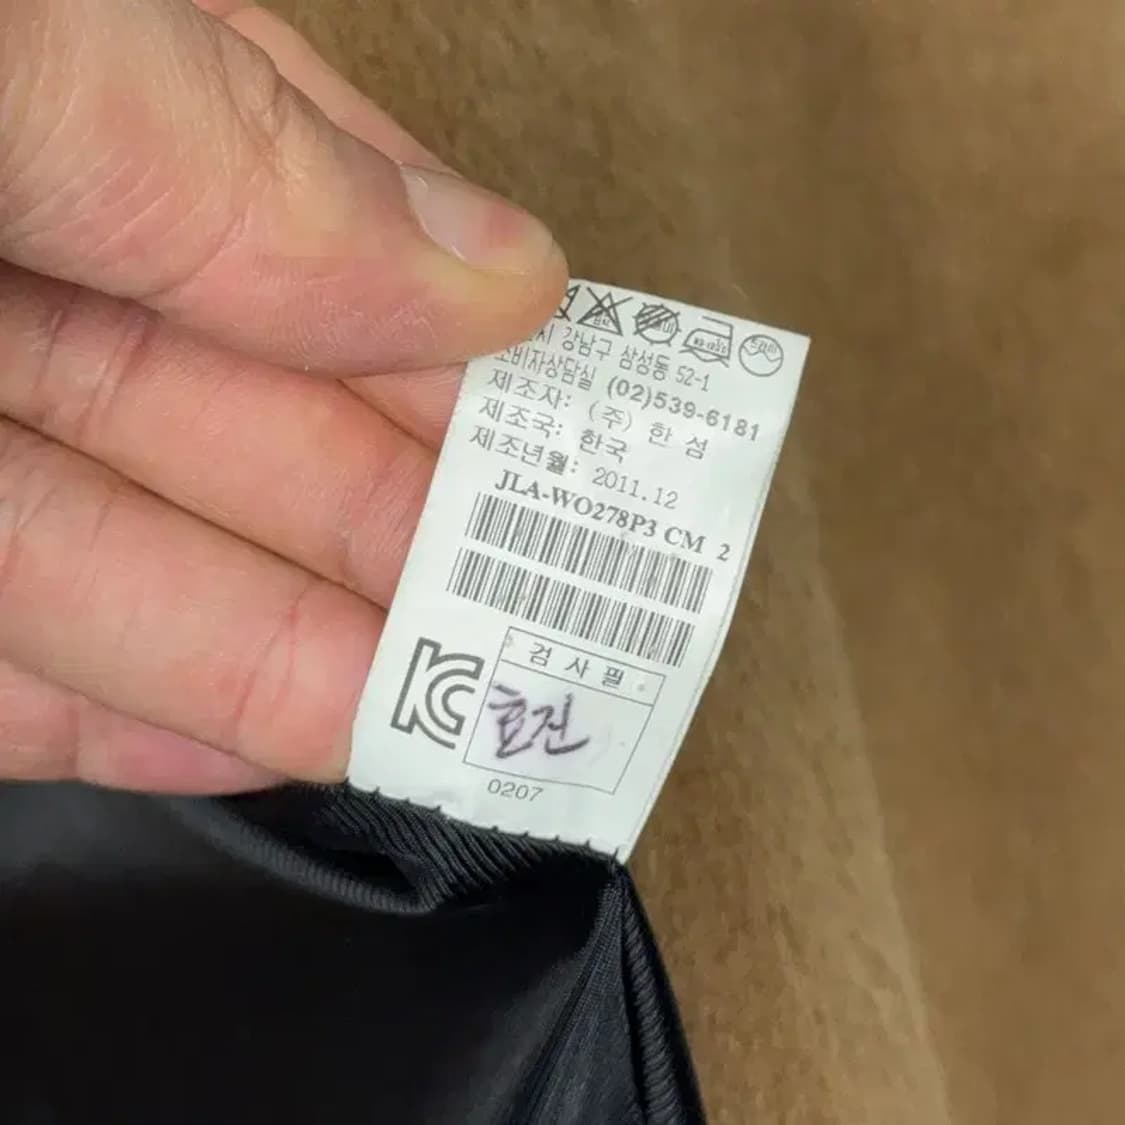 시 강남구 삼성동 52-1
소비자상담실 (02)539-6181
제조자: (주) 한 섬
제조국: 한국
제조년월: 2011.12
JLA-WO278P3 CM 2
검 사 필
효건
0207